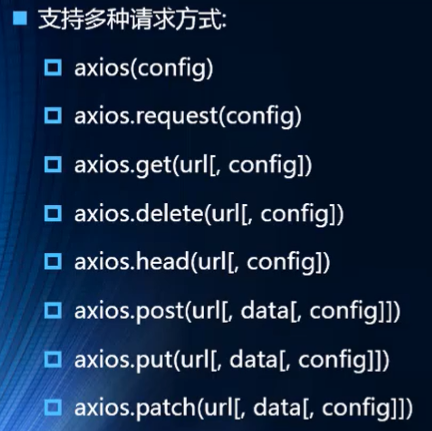 支持多种请求方式:
axios(config)
axios.request(config)
axios.get(url[, config])
axios.delete(url[, config])
axios.head(url[, config])
axios.post(url[, data[, config]])
axios.put(url[, data[, config]])
axios.patch(url[, data[, config]])